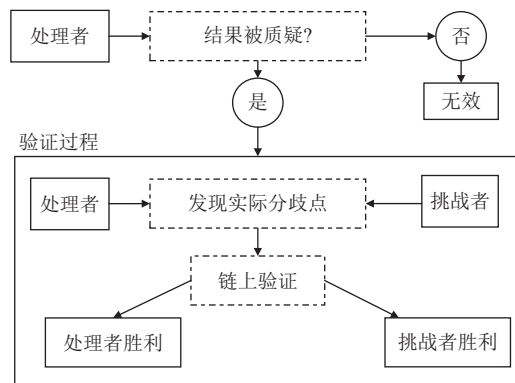 处理者
结果被质疑?
否
是
无效
验证过程
处理者
发现实际分歧点
挑战者
链上验证
处理者胜利
挑战者胜利